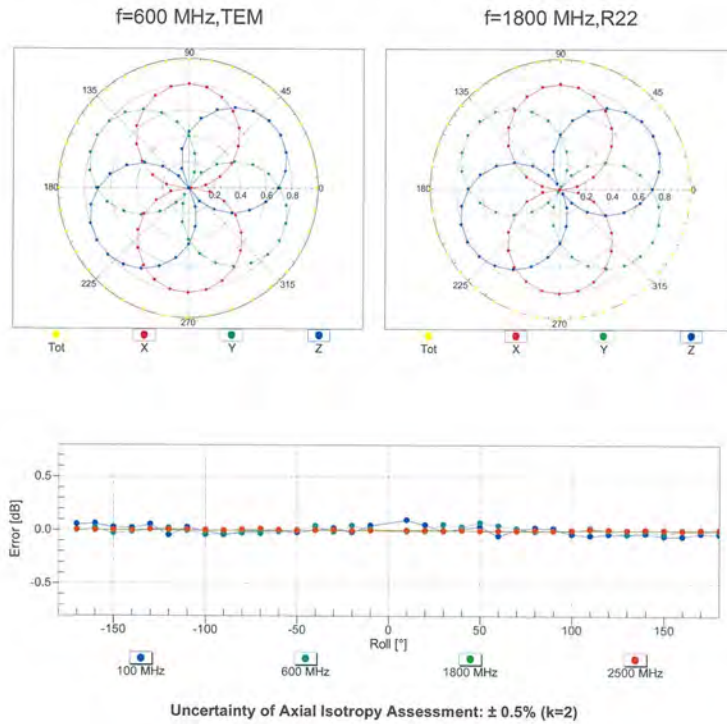 f=600 MHz,TEM
f=1800 MHz,R22
90
135
45
180
0.2 0.4 0.6 0.8
0
225
315
270
Tot X Y Z
90
135
45
180
0.2 0.4 0.6 0.8
0
225
315
270
Tot X Y Z
Error [dB]
0.5
0.0
-0.5
-150 -100 -50 0 50 100 150
Roll [°]
100 MHz 600 MHz 1800 MHz 2500 MHz
Uncertainty of Axial Isotropy Assessment: ± 0.5% (k=2)